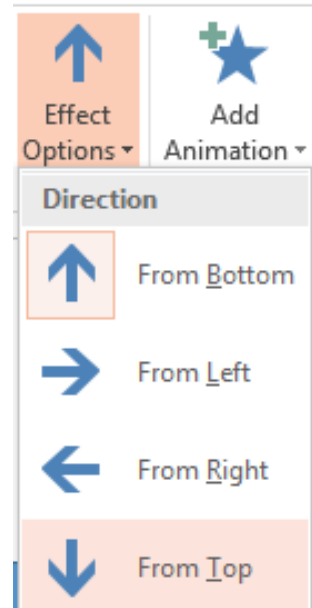 Effect
Options
Add
Animation
Direction
From Bottom
From Left
From Right
From Top